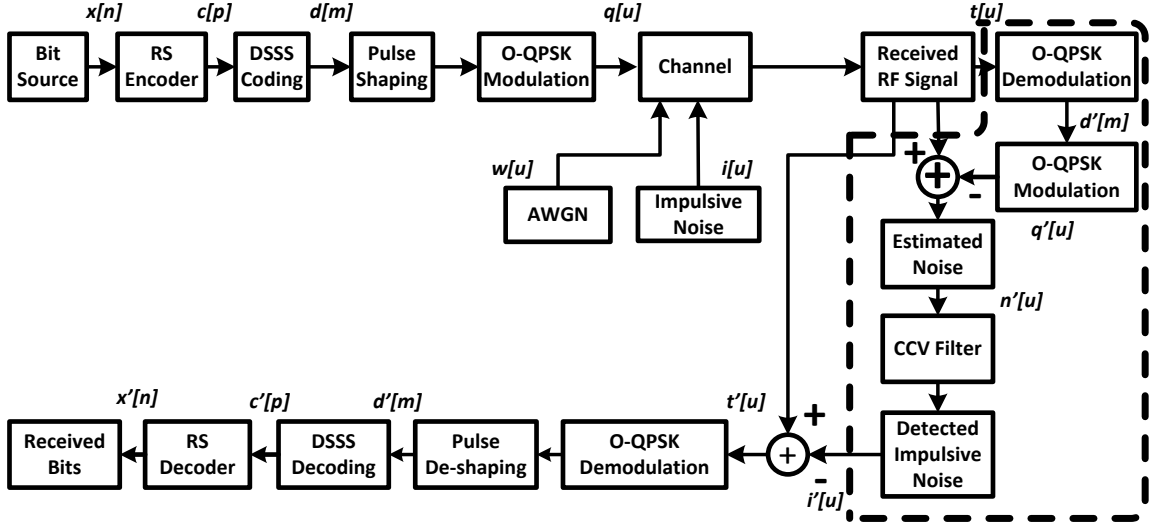 x[n]
c[p]
d[m]
q[u]
t[u]
Bit
Source
RS
Encoder
DSSS
Coding
Pulse
Shaping
O-QPSK
Modulation
Channel
Received
RF Signal
O-QPSK
Demodulation
d'[m]
w[u]
i[u]
AWGN
Impulsive
Noise
+
+
-
O-QPSK
Modulation
q'[u]
Estimated
Noise
n'[u]
CCV Filter
x'[n]
c'[p]
d'[m]
t'[u]
+
Received
Bits
RS
Decoder
DSSS
Decoding
Pulse
De-shaping
O-QPSK
Demodulation
+
-
i'[u]
Detected
Impulsive
Noise